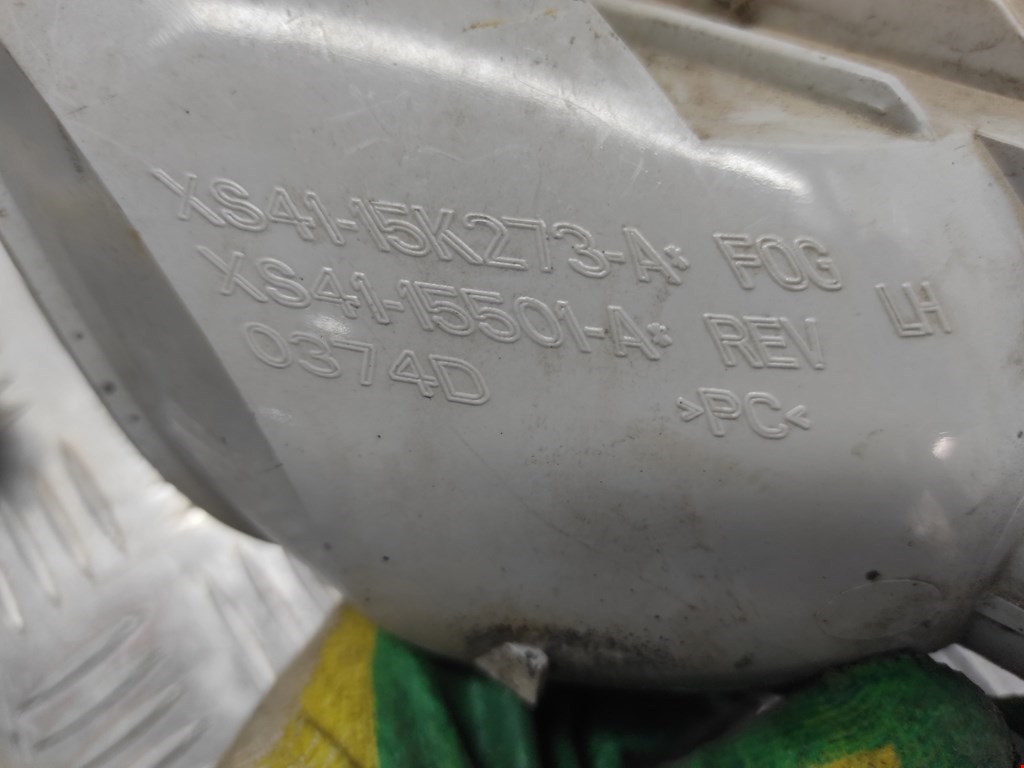 XS41-15K273-A* FOG
XS41-15501-A* REV LH
0374D
>PC<